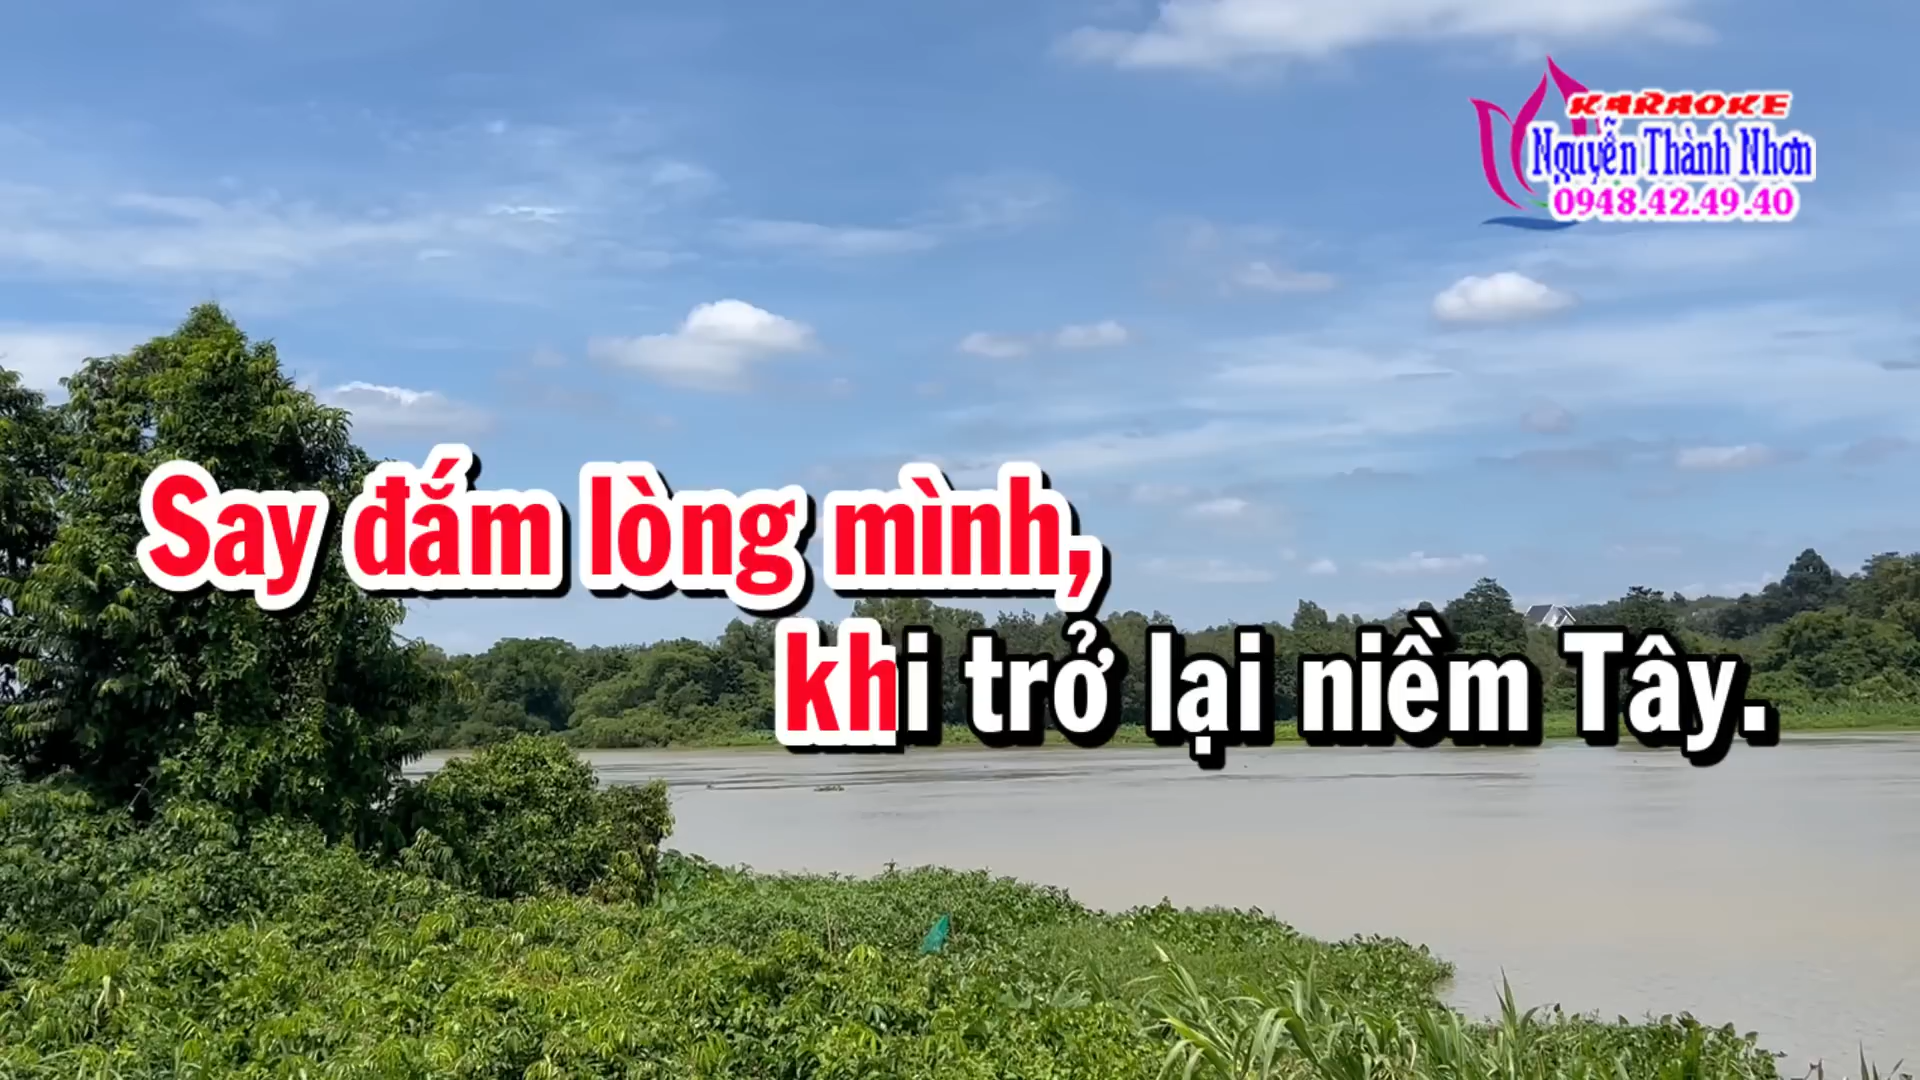 KARAOKE
Nguyễn Thành Nhơn
0948.42.49.40
Say đắm lòng mình,
khi trở lại niềm Tây.